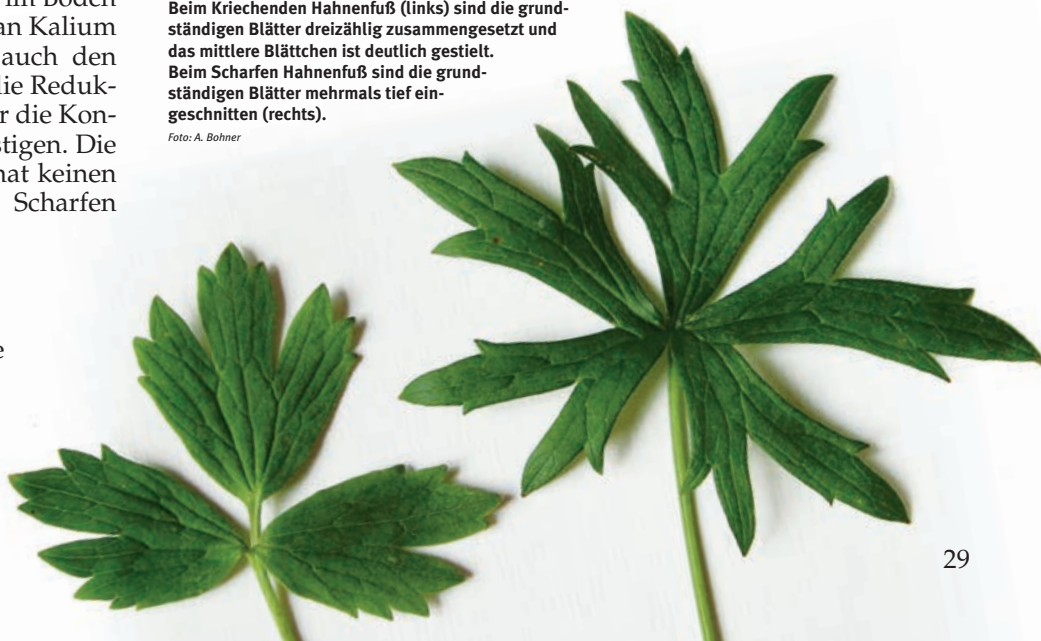 im Boden
an Kalium
auch den
die Reduk-
r die Kon-
stigen. Die
hat keinen
Scharfen
e
Beim Kriechenden Hahnenfuß (links) sind die grund-
ständigen Blätter dreizählig zusammengesetzt und
das mittlere Blättchen ist deutlich gestielt.
Beim Scharfen Hahnenfuß sind die grund-
ständigen Blätter mehrmals tief ein-
geschnitten (rechts).
Foto: A. Bohner
29